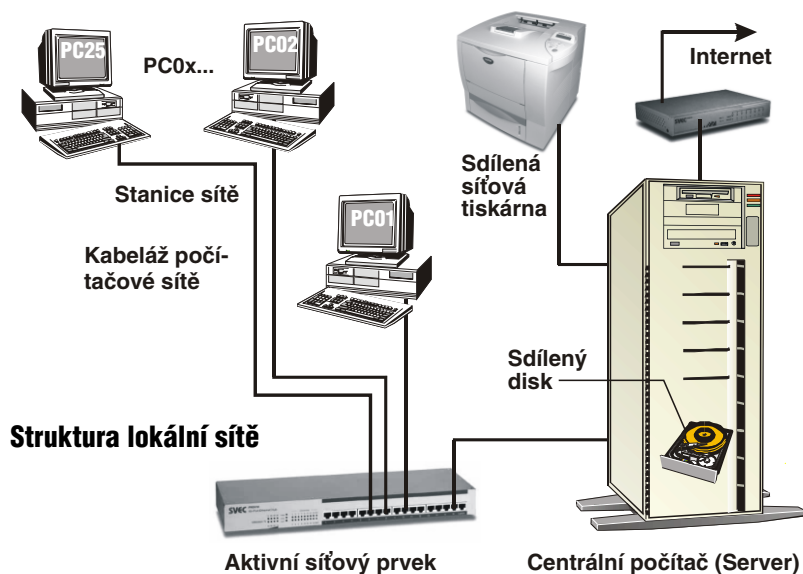 PC25
PC0x...
PC02
Internet
Stanice sítě
Sdílená
síťová
tiskárna
PC01
Kabeláž počí-
tačové sítě
Sdílený
disk
Struktura lokální sítě
SVEC
Aktivní síťový prvek
Centrální počítač (Server)